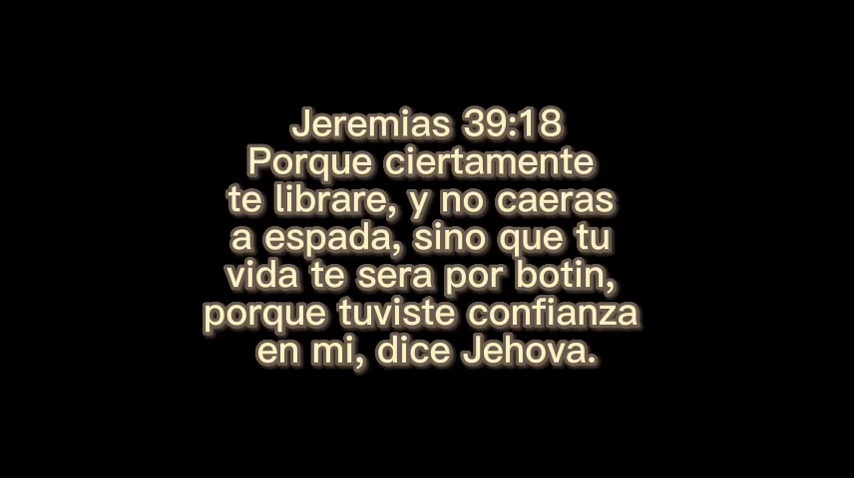 Jeremias 39:18
Porque ciertamente
te librare, y no caeras
a espada, sino que tu
vida te sera por botin,
porque tuviste confianza
en mi, dice Jehova.